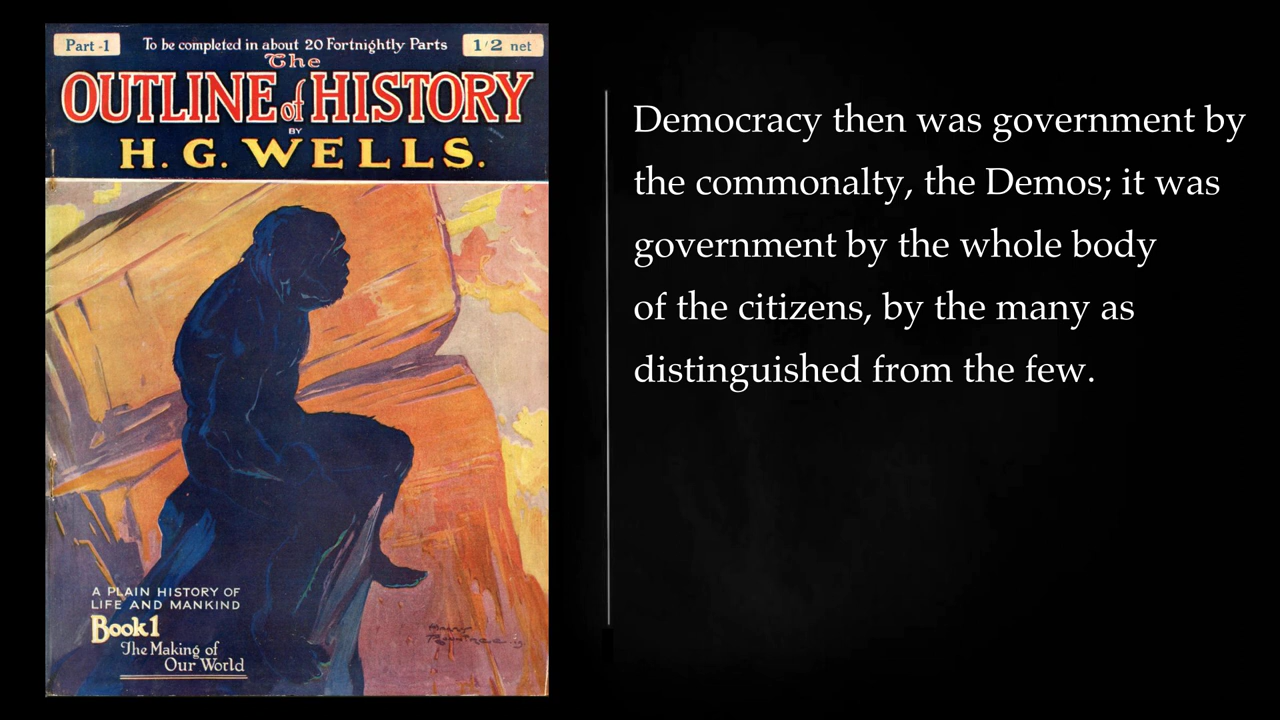 Part -1
To be completed in about 20 Fortnightly Parts
1/2 net
The
OUTLINE of HISTORY
BY
H. G. WELLS.
A PLAIN HISTORY OF
LIFE AND MANKIND
Book 1
The Making of
Our World
Democracy then was government by
the commonalty, the Demos; it was
government by the whole body
of the citizens, by the many as
distinguished from the few.